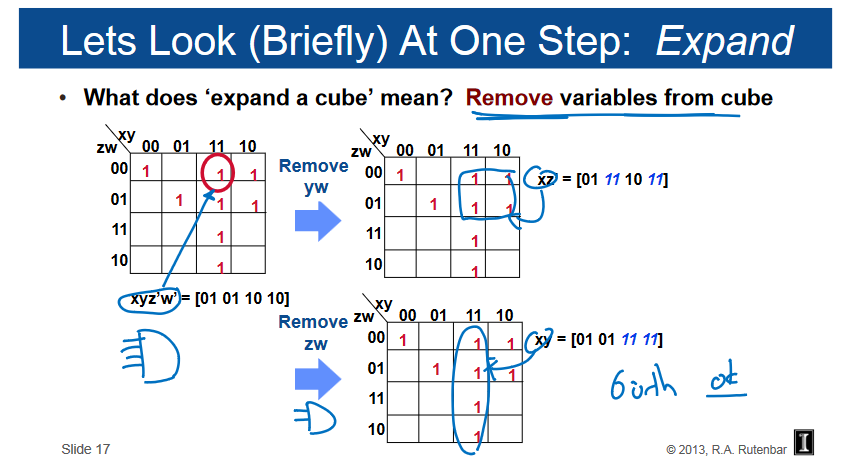 Lets Look (Briefly) At One Step: Expand
• What does ‘expand a cube’ mean? Remove variables from cube
xy
zw 00 01 11 10
00 1 1 1
01 1 1 1
11 1
10 1
xyz’w’ = [01 01 10 10]
Remove
yw
xy
zw 00 01 11 10
00 1 1 1
01 1 1 1
11 1
10 1
xz’ = [01 11 10 11]
Remove
zw
xy
zw 00 01 11 10
00 1 1 1
01 1 1 1
11 1
10 1
xy = [01 01 11 11]
both ok
Slide 17
© 2013, R.A. Rutenbar
I